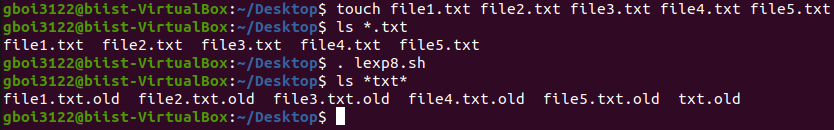 gboi3122@biist-VirtualBox:~/Desktop$ touch file1.txt file2.txt file3.txt file4.txt file5.txt
gboi3122@biist-VirtualBox:~/Desktop$ ls *.txt
file1.txt  file2.txt  file3.txt  file4.txt  file5.txt
gboi3122@biist-VirtualBox:~/Desktop$ . lexp8.sh
gboi3122@biist-VirtualBox:~/Desktop$ ls *txt*
file1.txt.old  file2.txt.old  file3.txt.old  file4.txt.old  file5.txt.old  txt.old
gboi3122@biist-VirtualBox:~/Desktop$